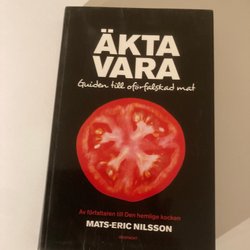 ÄKTA
VARA
Guiden till oförfalskad mat
Av författaren till Den hemlige kocken
MATS-ERIC NILSSON